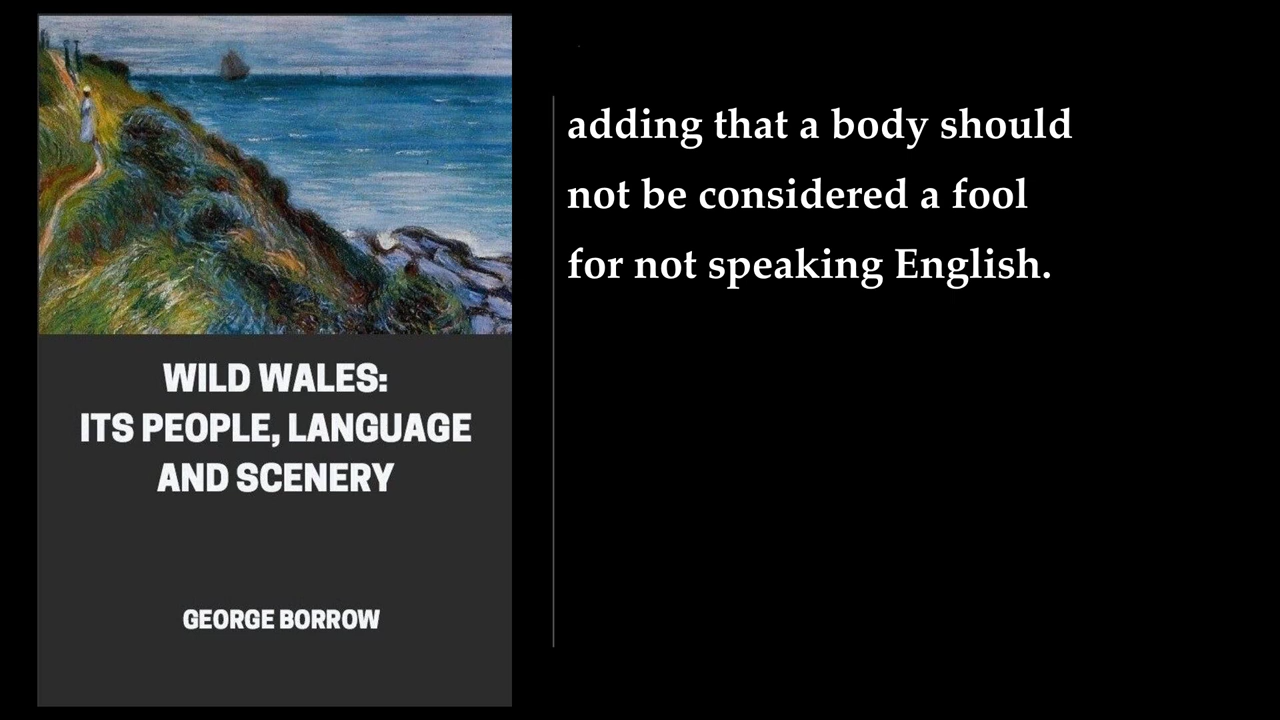 WILD WALES:
ITS PEOPLE, LANGUAGE
AND SCENERY
GEORGE BORROW
adding that a body should
not be considered a fool
for not speaking English.